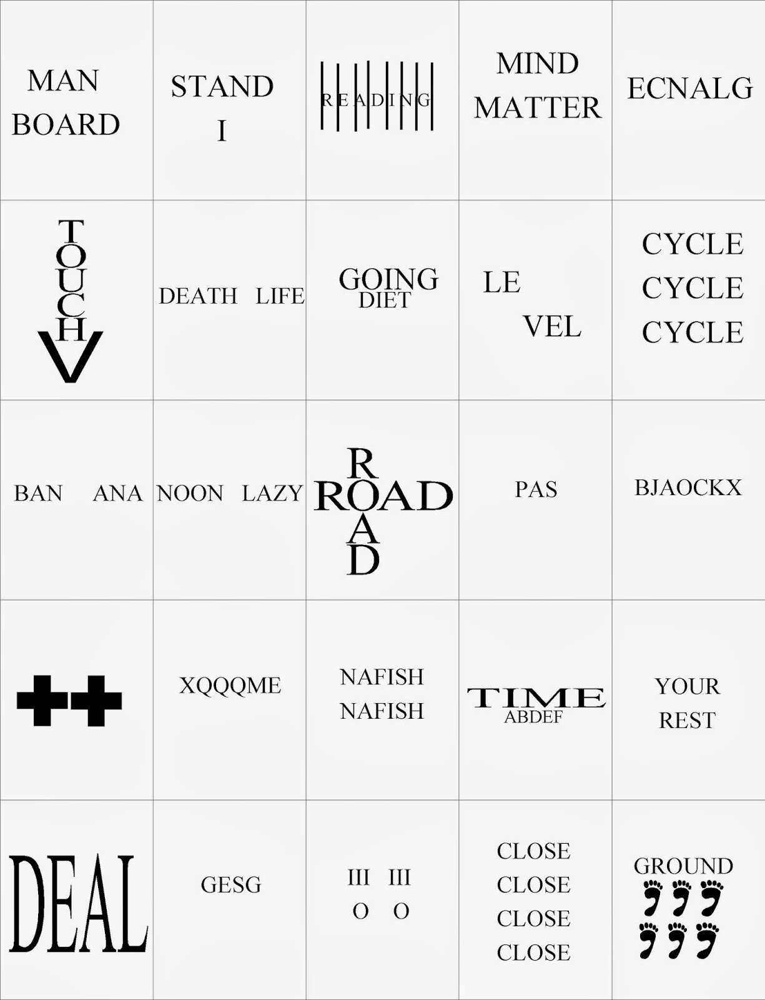 MAN
BOARD
STAND
I
READING
MIND
MATTER
ECNALG
TOUCH
DEATH LIFE
GOING
DIET
LE
VEL
CYCLE
CYCLE
CYCLE
BAN ANA
NOON LAZY
ROAD
ROAD
PAS
BJAOCKX
XQQQME
NAFISH
NAFISH
TIME
ABDEF
YOUR
REST
DEAL
GESG
III III
O O
CLOSE
CLOSE
CLOSE
CLOSE
GROUND